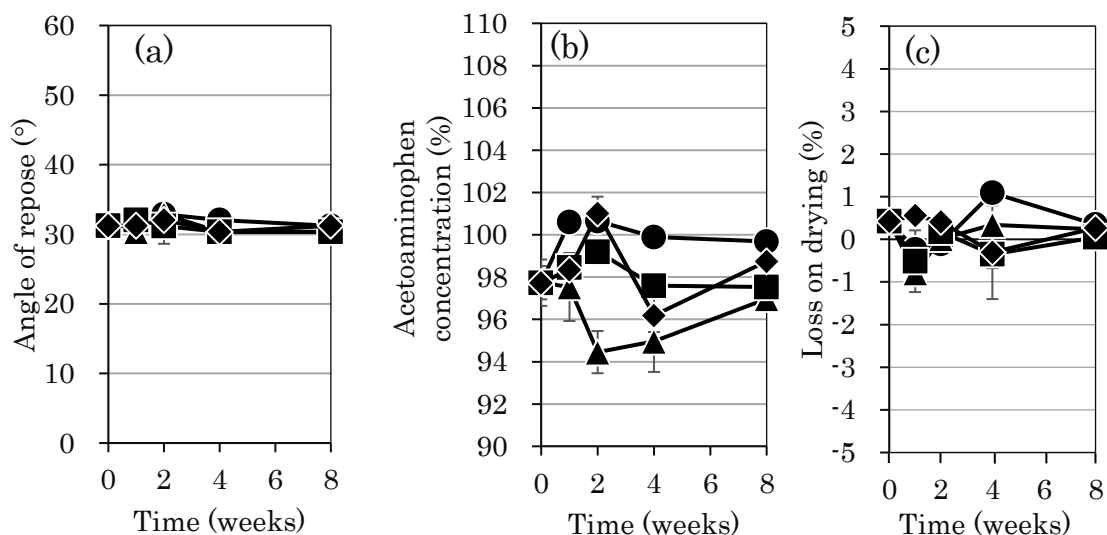 (a)
60
50
40
30
20
10
0
Angle of repose (°)
0 2 4 6 8
Time (weeks)
(b)
110
108
106
104
102
100
98
96
94
92
90
Acetoaminophen
concentration (%)
0 2 4 6 8
Time (weeks)
(c)
5
4
3
2
1
0
-1
-2
-3
-4
-5
Loss on drying (%)
0 2 4 6 8
Time (weeks)